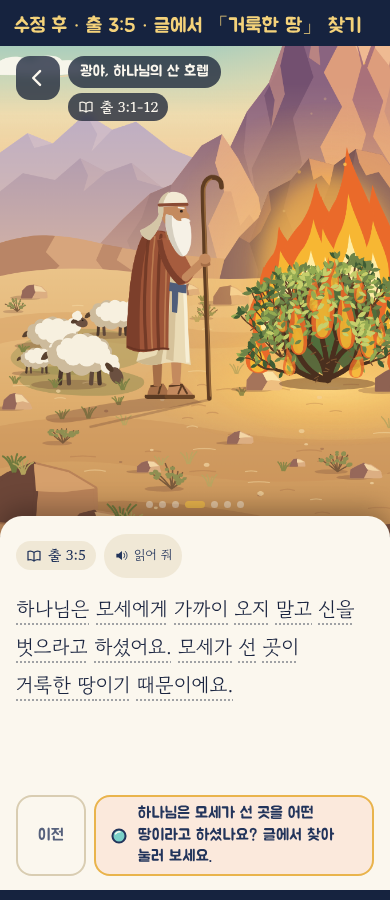 수정 후 · 출 3:5 · 글에서 「거룩한 땅」 찾기
광야, 하나님의 산 호렙
출 3:1-12
출 3:5
읽어 줘
하나님은 모세에게 가까이 오지 말고 신을
벗으라고 하셨어요. 모세가 선 곳이
거룩한 땅이기 때문이에요.
이전
하나님은 모세가 선 곳을 어떤
땅이라고 하셨나요? 글에서 찾아
눌러 보세요.